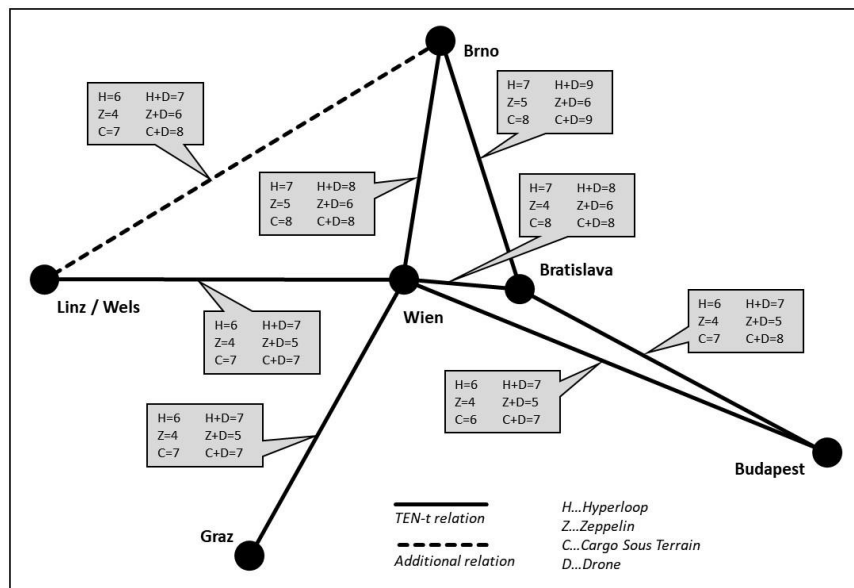 Brno
H=6 H+D=7
Z=4 Z+D=6
C=7 C+D=8
H=7 H+D=9
Z=5 Z+D=6
C=8 C+D=9
H=7 H+D=8
Z=5 Z+D=6
C=8 C+D=8
H=7 H+D=8
Z=4 Z+D=6
C=8 C+D=8
Linz / Wels
Wien
Bratislava
H=6 H+D=7
Z=4 Z+D=5
C=7 C+D=7
H=6 H+D=7
Z=4 Z+D=5
C=7 C+D=8
H=6 H+D=7
Z=4 Z+D=5
C=6 C+D=7
H=6 H+D=7
Z=4 Z+D=5
C=7 C+D=7
Budapest
Graz
TEN-t relation
Additional relation
H...Hyperloop
Z...Zeppelin
C...Cargo Sous Terrain
D...Drone